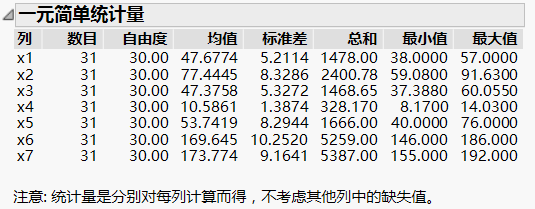 一元简单统计量
列 数目 自由度 均值 标准差 总和 最小值 最大值
x1 31 30.00 47.6774 5.2114 1478.00 38.0000 57.0000
x2 31 30.00 77.4445 8.3286 2400.78 59.0800 91.6300
x3 31 30.00 47.3758 5.3272 1468.65 37.3880 60.0550
x4 31 30.00 10.5861 1.3874 328.170 8.1700 14.0300
x5 31 30.00 53.7419 8.2944 1666.00 40.0000 76.0000
x6 31 30.00 169.645 10.2520 5259.00 146.000 186.000
x7 31 30.00 173.774 9.1641 5387.00 155.000 192.000
注意: 统计量是分别对每列计算而得，不考虑其他列中的缺失值。